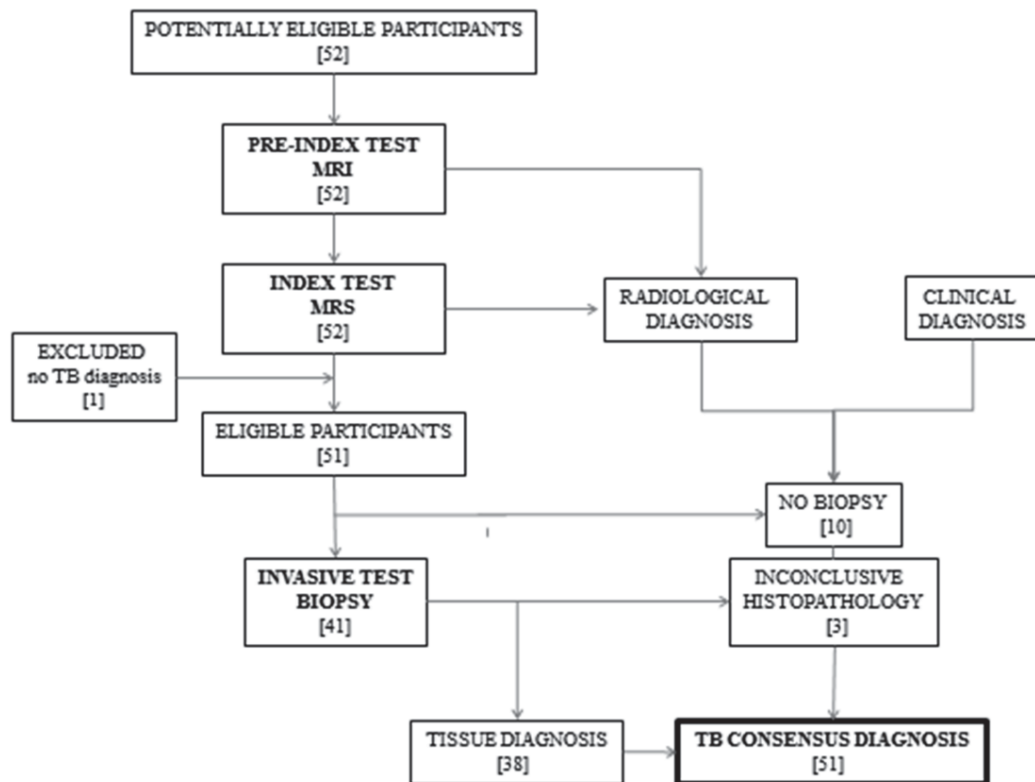 POTENTIALLY ELIGIBLE PARTICIPANTS
[52]
PRE-INDEX TEST
MRI
[52]
INDEX TEST
MRS
[52]
RADIOLOGICAL
DIAGNOSIS
CLINICAL
DIAGNOSIS
EXCLUDED
no TB diagnosis
[1]
ELIGIBLE PARTICIPANTS
[51]
NO BIOPSY
[10]
INVASIVE TEST
BIOPSY
[41]
INCONCLUSIVE
HISTOPATHOLOGY
[3]
TISSUE DIAGNOSIS
[38]
TB CONSENSUS DIAGNOSIS
[51]